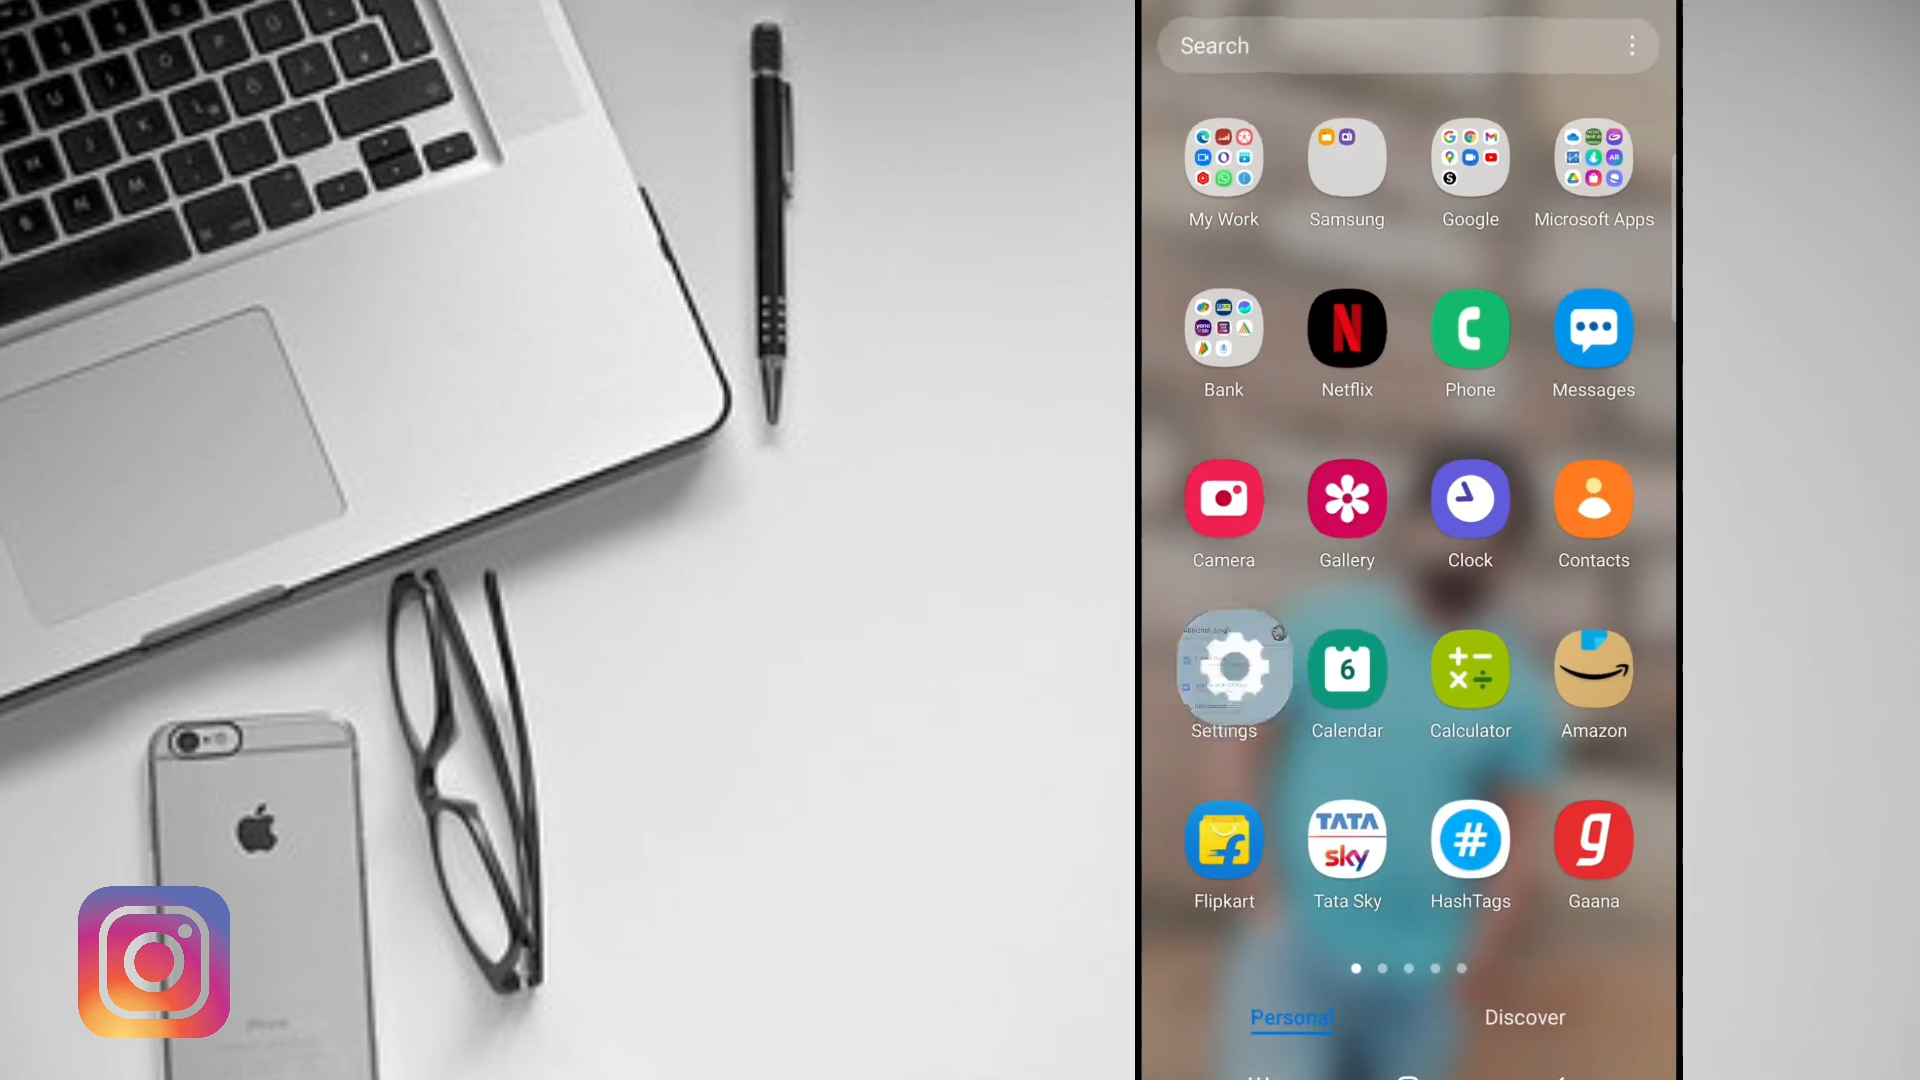 Search
My Work
Samsung
Google
Microsoft Apps
Bank
Netflix
Phone
Messages
Camera
Gallery
Clock
Contacts
6
Settings
Calendar
Calculator
Amazon
TATA
sky
#
g
Flipkart
Tata Sky
HashTags
Gaana
Personal
Discover